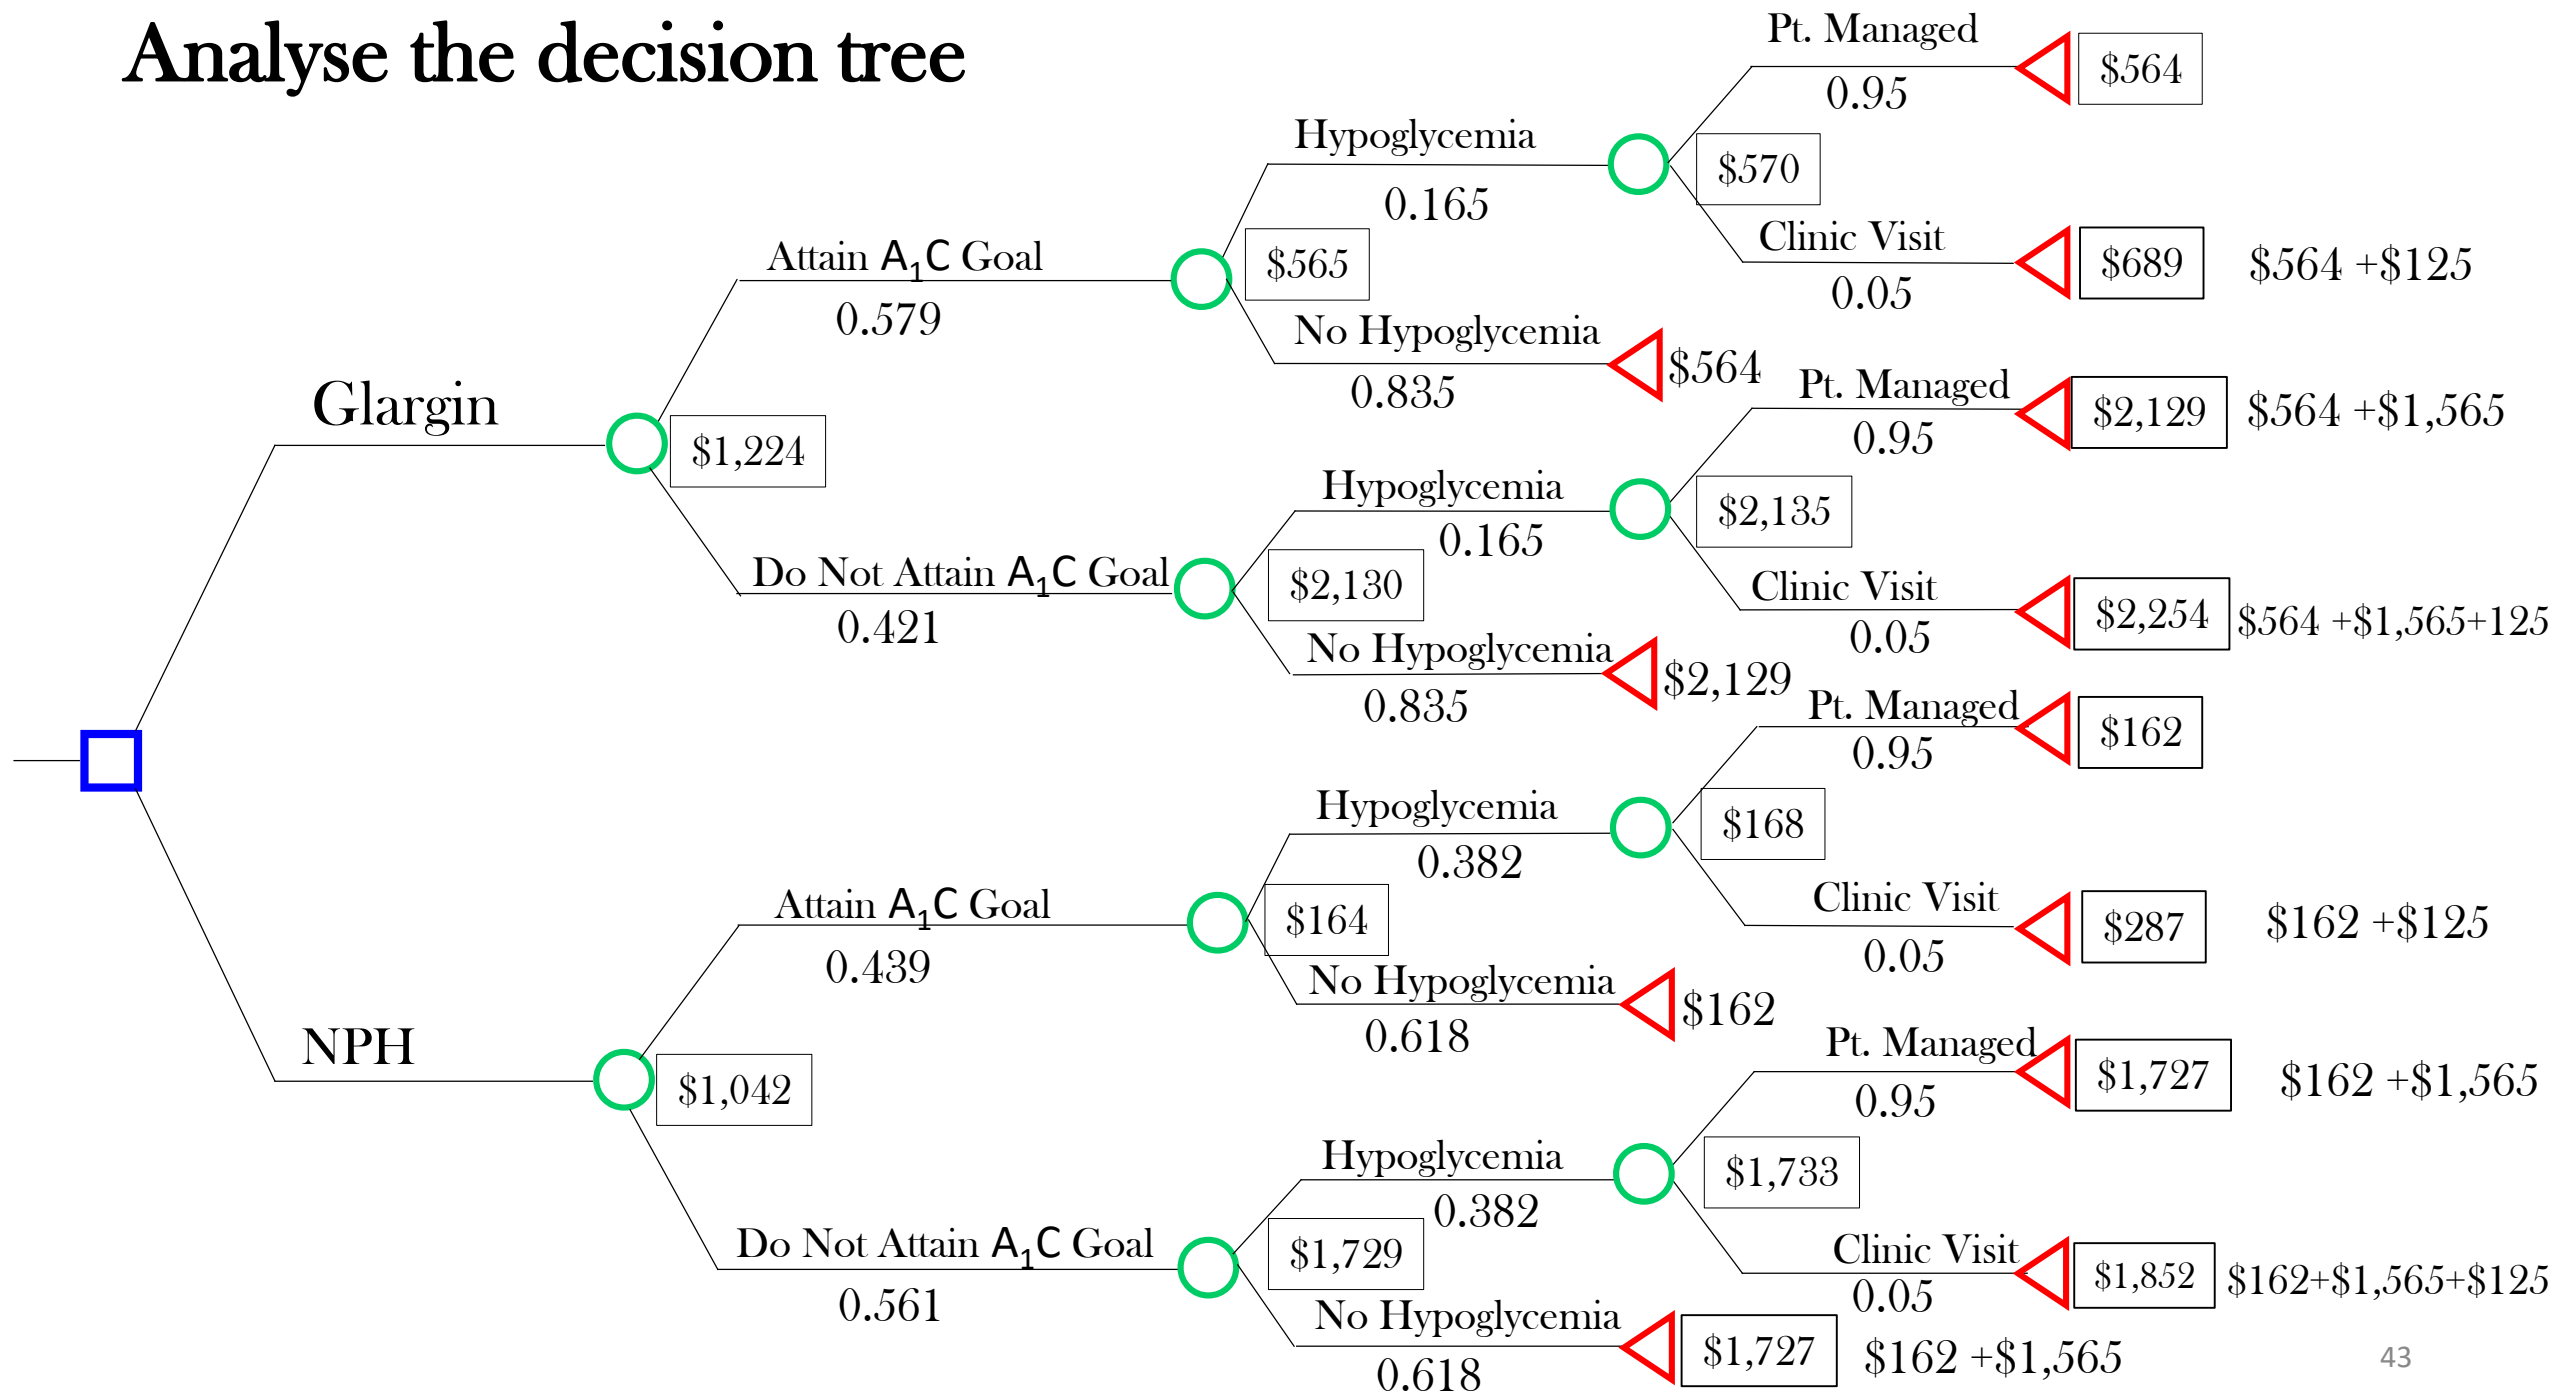 Analyse the decision tree
Pt. Managed
0.95
$564
Hypoglycemia
0.165
$570
Clinic Visit
0.05
$689
$564 +$125
Attain A1C Goal
0.579
$565
No Hypoglycemia
0.835
$564
Glargin
$1,224
Pt. Managed
0.95
$2,129
$564 +$1,565
Hypoglycemia
0.165
$2,135
Do Not Attain A1C Goal
0.421
$2,130
Clinic Visit
0.05
$2,254
$564 +$1,565+125
No Hypoglycemia
0.835
$2,129
Pt. Managed
0.95
$162
Hypoglycemia
0.382
$168
Attain A1C Goal
0.439
$164
Clinic Visit
0.05
$287
$162 +$125
No Hypoglycemia
0.618
$162
NPH
$1,042
Pt. Managed
0.95
$1,727
$162 +$1,565
Hypoglycemia
0.382
$1,733
Do Not Attain A1C Goal
0.561
$1,729
Clinic Visit
0.05
$1,852
$162+$1,565+$125
No Hypoglycemia
0.618
$1,727
$162 +$1,565
43